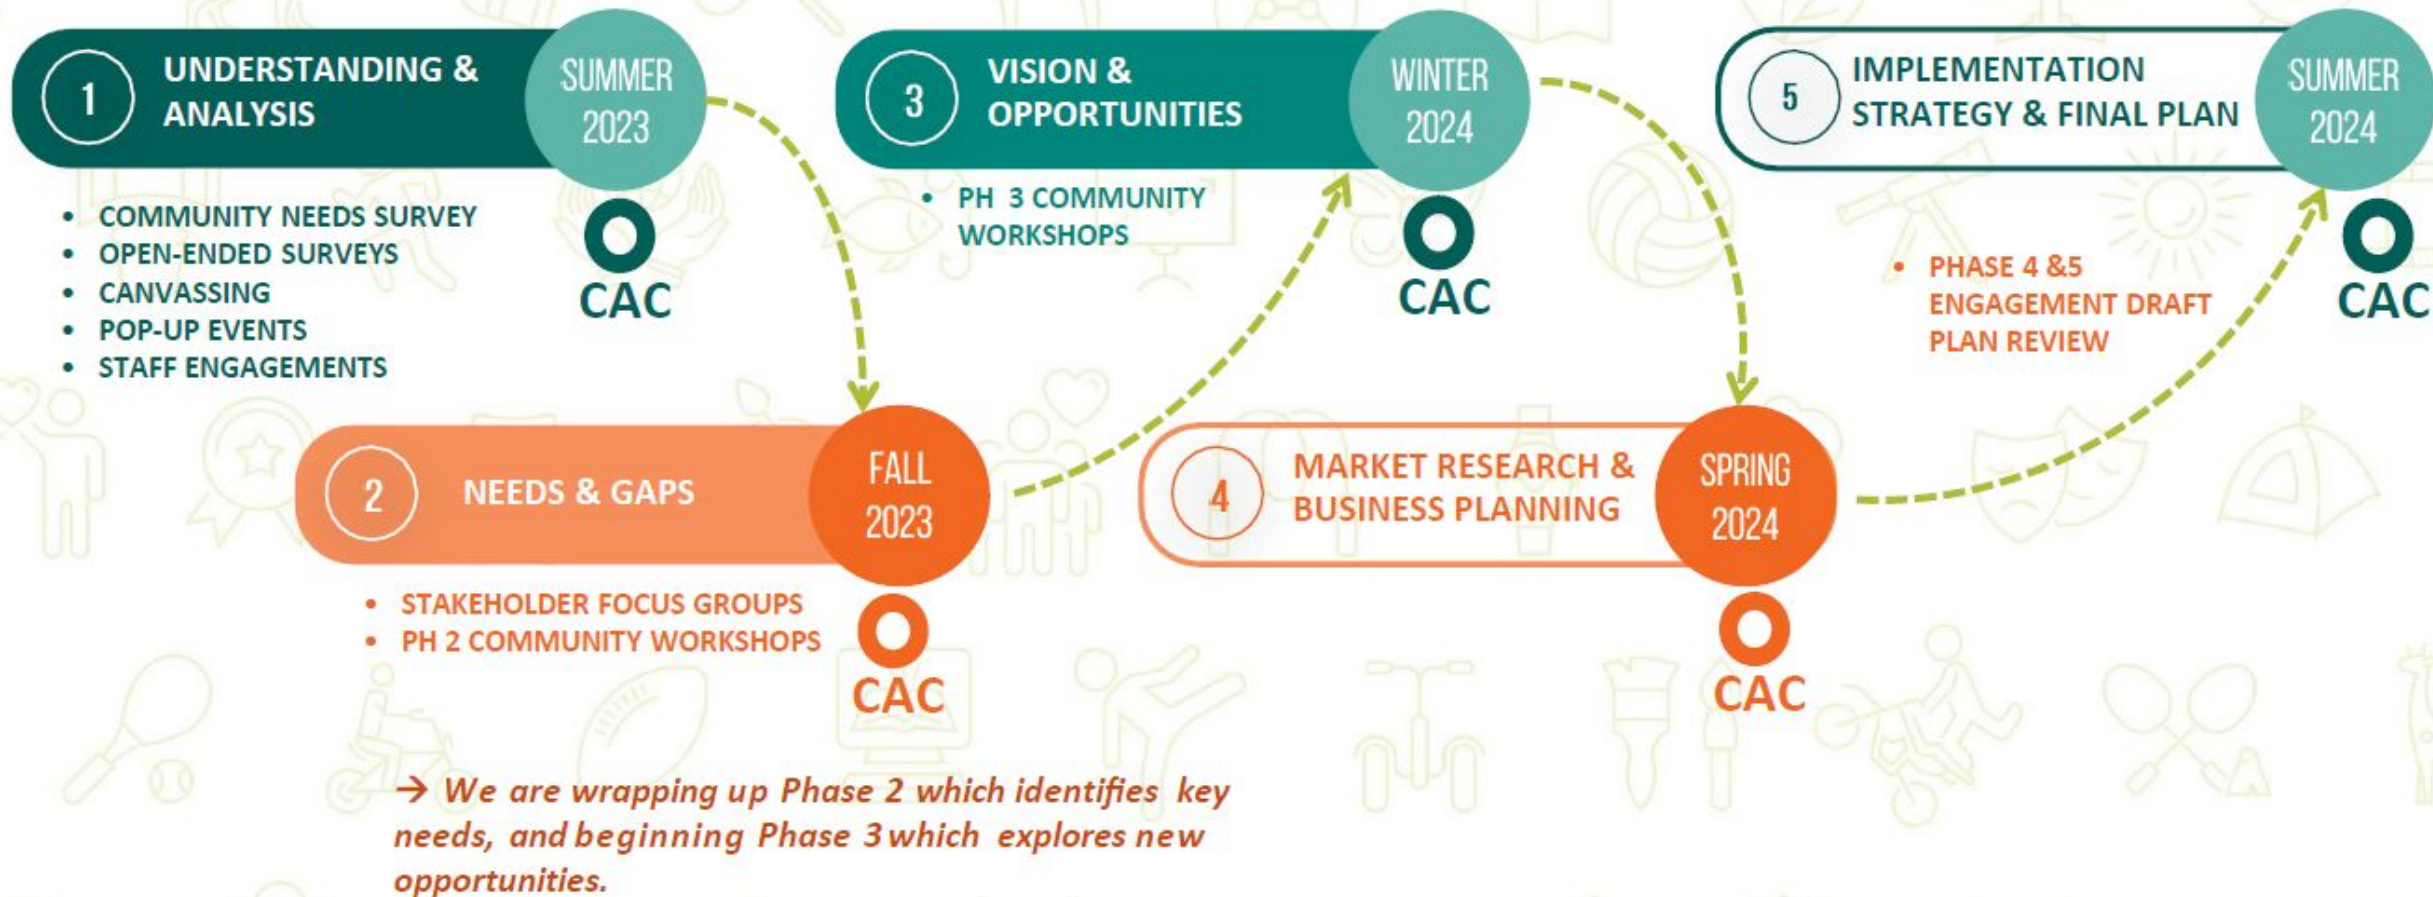 1
UNDERSTANDING &
ANALYSIS
SUMMER
2023
• COMMUNITY NEEDS SURVEY
• OPEN-ENDED SURVEYS
• CANVASSING
• POP-UP EVENTS
• STAFF ENGAGEMENTS
CAC
2
NEEDS & GAPS
FALL
2023
• STAKEHOLDER FOCUS GROUPS
• PH 2 COMMUNITY WORKSHOPS
CAC
3
VISION &
OPPORTUNITIES
WINTER
2024
• PH 3 COMMUNITY
WORKSHOPS
CAC
4
MARKET RESEARCH &
BUSINESS PLANNING
SPRING
2024
CAC
5
IMPLEMENTATION
STRATEGY & FINAL PLAN
SUMMER
2024
• PHASE 4 &5
ENGAGEMENT DRAFT
PLAN REVIEW
CAC
→ We are wrapping up Phase 2 which identifies key
needs, and beginning Phase 3 which explores new
opportunities.